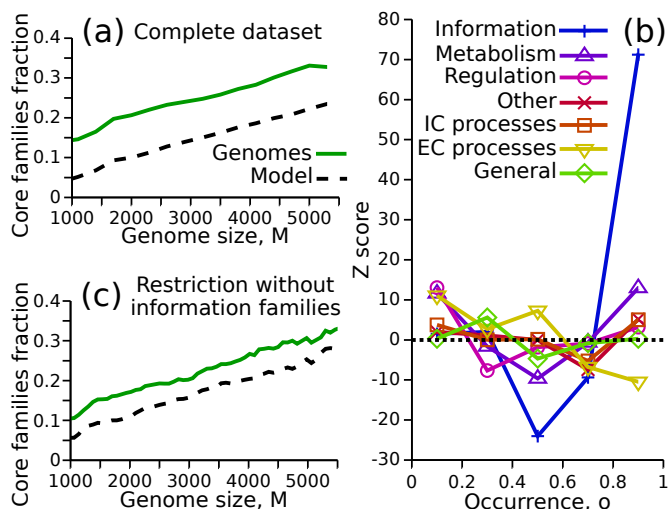 (a) Complete dataset
Core families fraction
0.4
0.3
0.2
0.1
0
Genomes
Model
1000 2000 3000 4000 5000
Genome size, M
(c) Restriction without
information families
Core families fraction
0.4
0.3
0.2
0.1
0
1000 2000 3000 4000 5000
Genome size, M
(b)
Information
Metabolism
Regulation
Other
IC processes
EC processes
General
Z score
80
70
60
50
40
30
20
10
0
-10
-20
-30
0 0.2 0.4 0.6 0.8 1
Occurrence, o